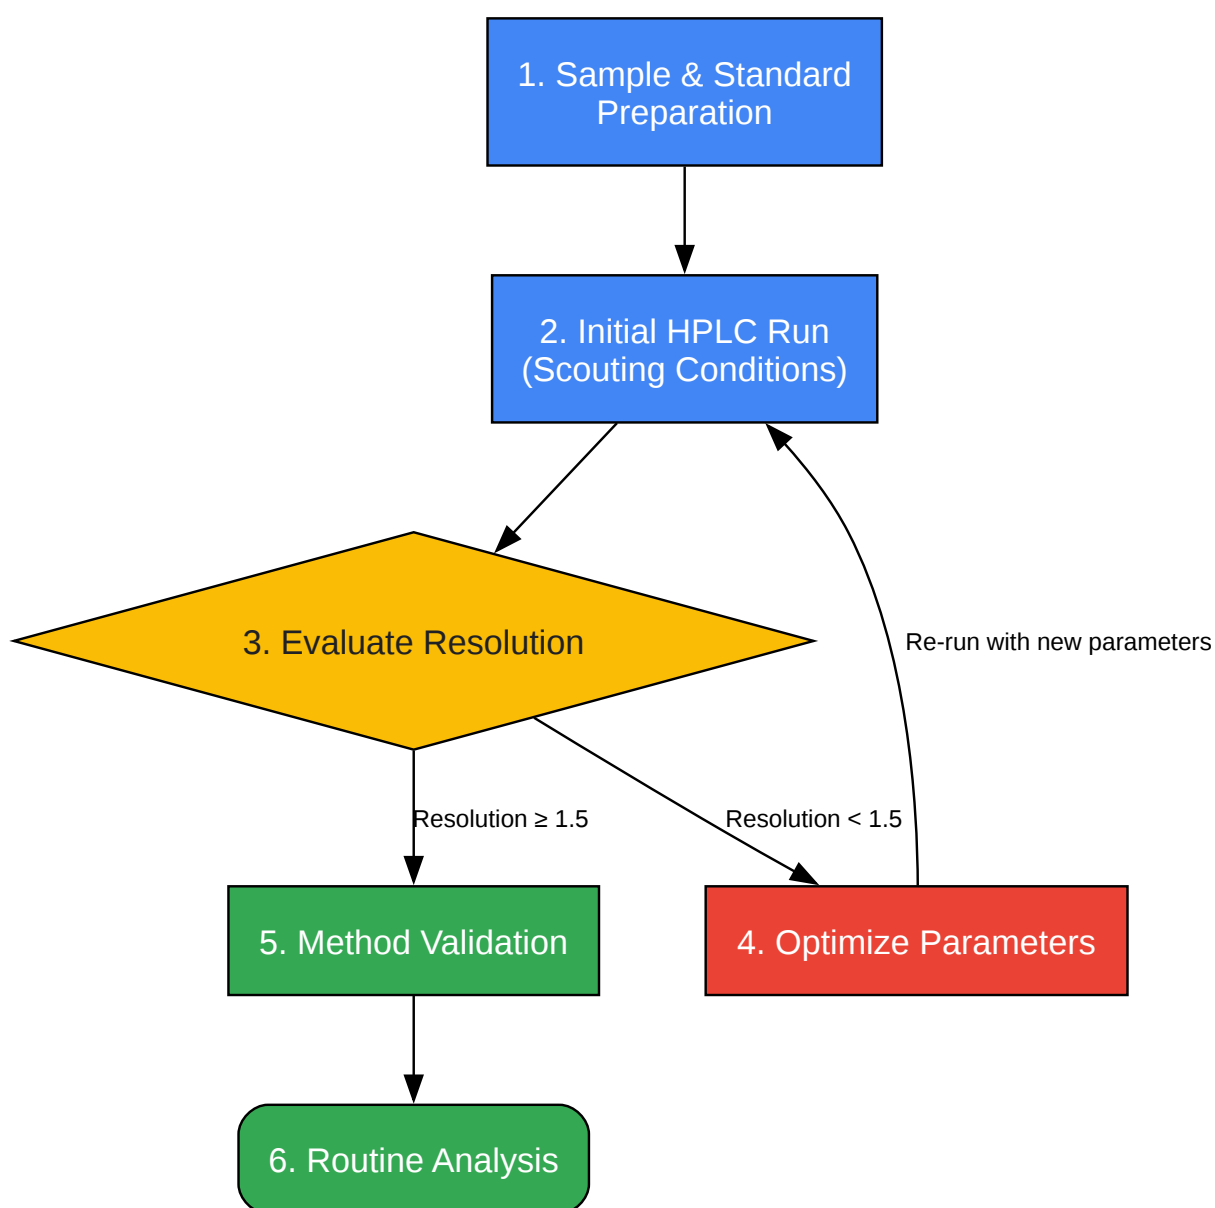 1. Sample & Standard
Preparation
2. Initial HPLC Run
(Scouting Conditions)
3. Evaluate Resolution
Re-run with new parameters
Resolution ≥ 1.5
Resolution < 1.5
5. Method Validation
4. Optimize Parameters
6. Routine Analysis